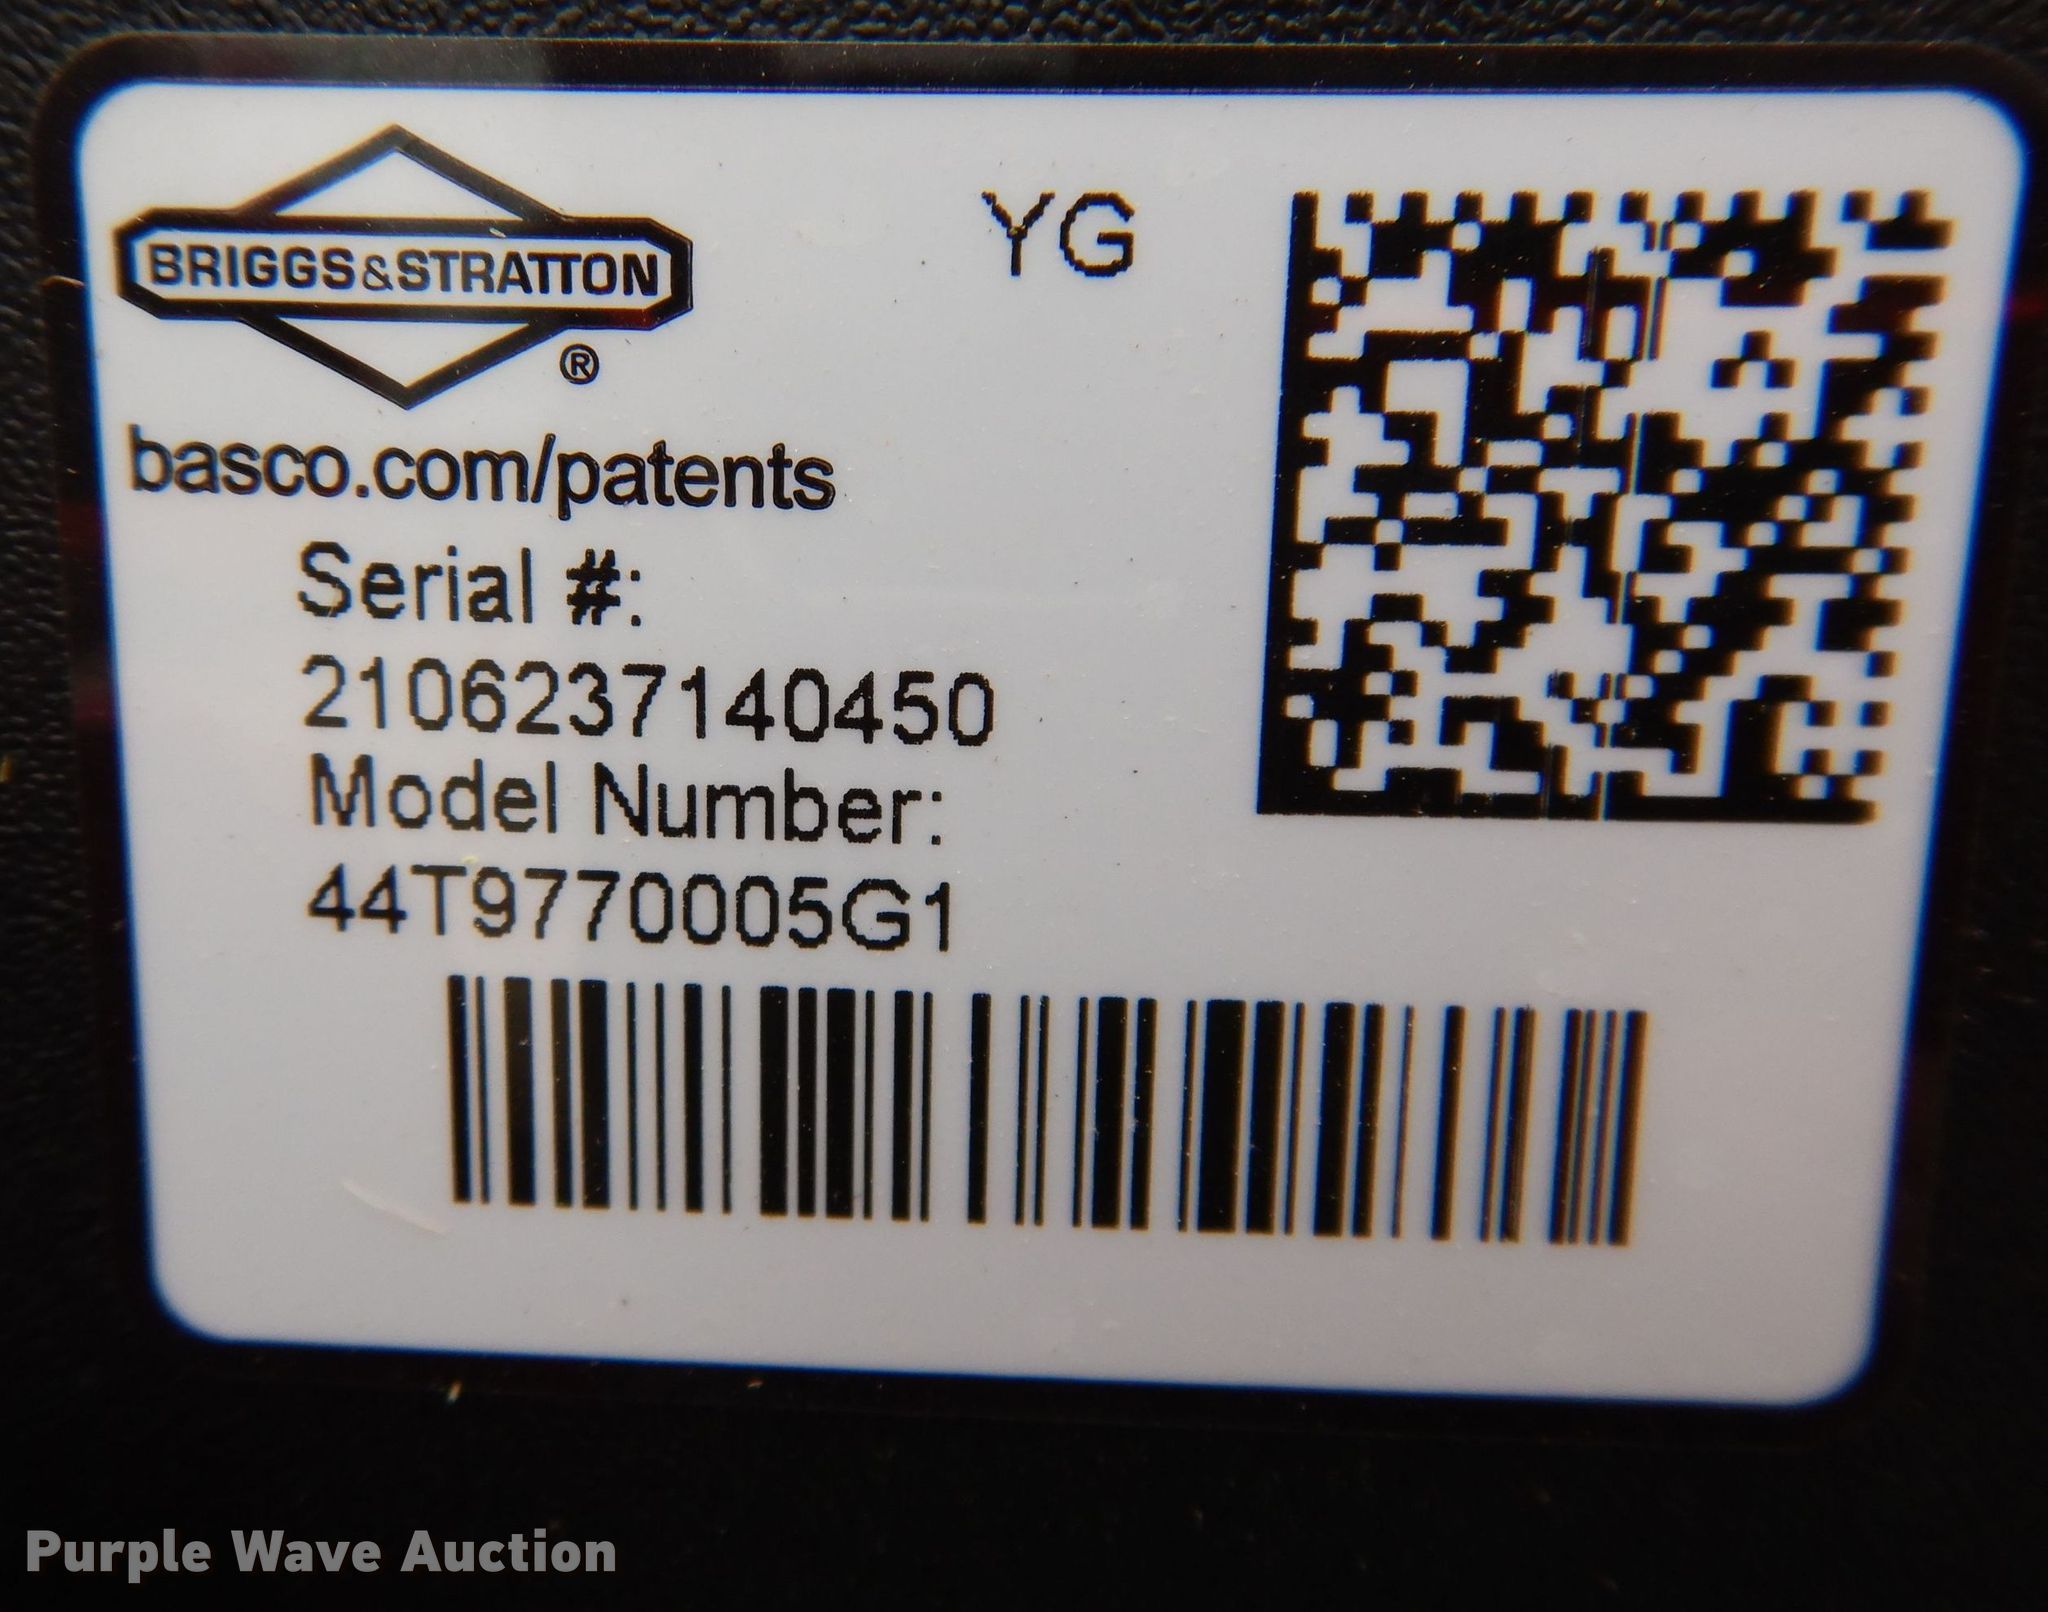 BRIGGS&STRATTON
®
YG
basco.com/patents
Serial #:
2106237140450
Model Number:
44T9770005G1
Purple Wave Auction